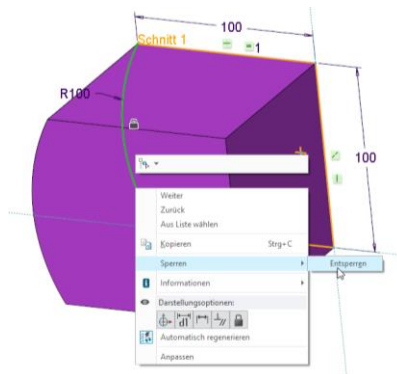 100
Schnitt 1
1
R100
100
Weiter
Zurück
Aus Liste wählen
Kopieren Strg+C
Sperren
Entsperren
Informationen
Darstellungsoptionen:
d1
Automatisch regenerieren
Anpassen